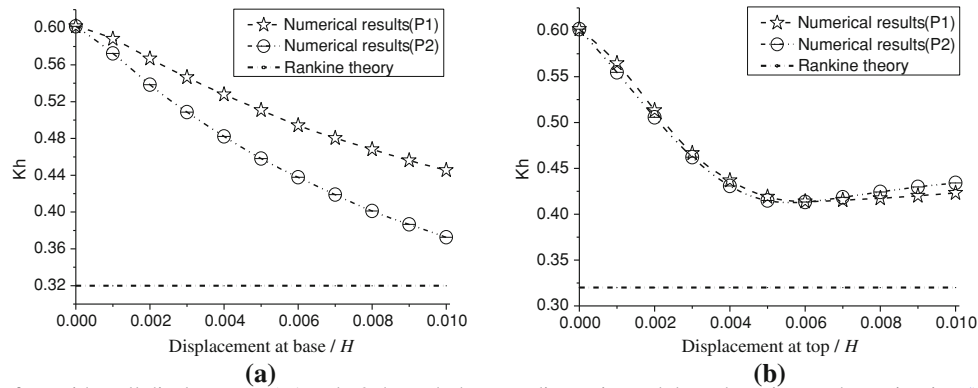 0.60
0.56
0.52
0.48
0.44
0.40
0.36
0.32
Kh
Numerical results(P1)
Numerical results(P2)
Rankine theory
0.000 0.002 0.004 0.006 0.008 0.010
Displacement at base / H
(a)
0.60
0.55
0.50
0.45
0.40
0.35
0.30
Kh
Numerical results(P1)
Numerical results(P2)
Rankine theory
0.000 0.002 0.004 0.006 0.008 0.010
Displacement at top / H
(b)